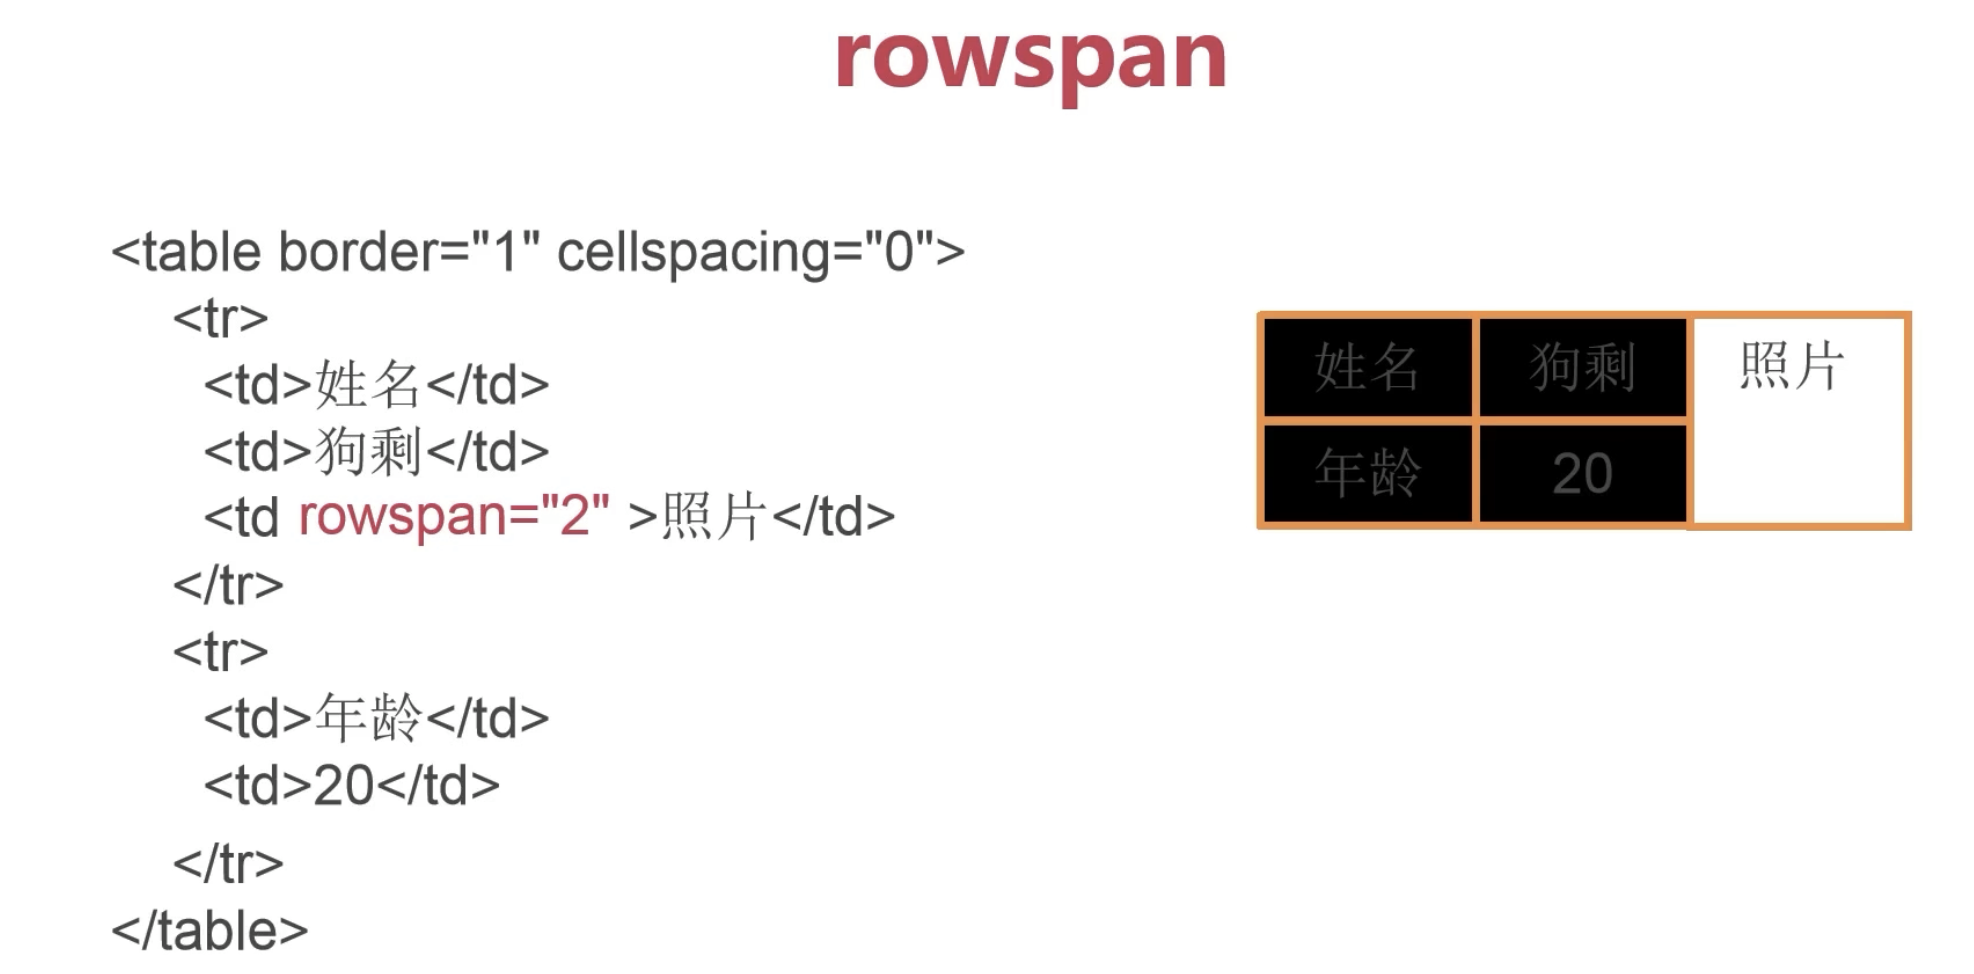 rowspan
<table border="1" cellspacing="0">
<tr>
<td>姓名</td>
<td>狗剩</td>
<td rowspan="2" >照片</td>
</tr>
<tr>
<td>年龄</td>
<td>20</td>
</tr>
</table>
姓名 狗剩 照片
年龄 20